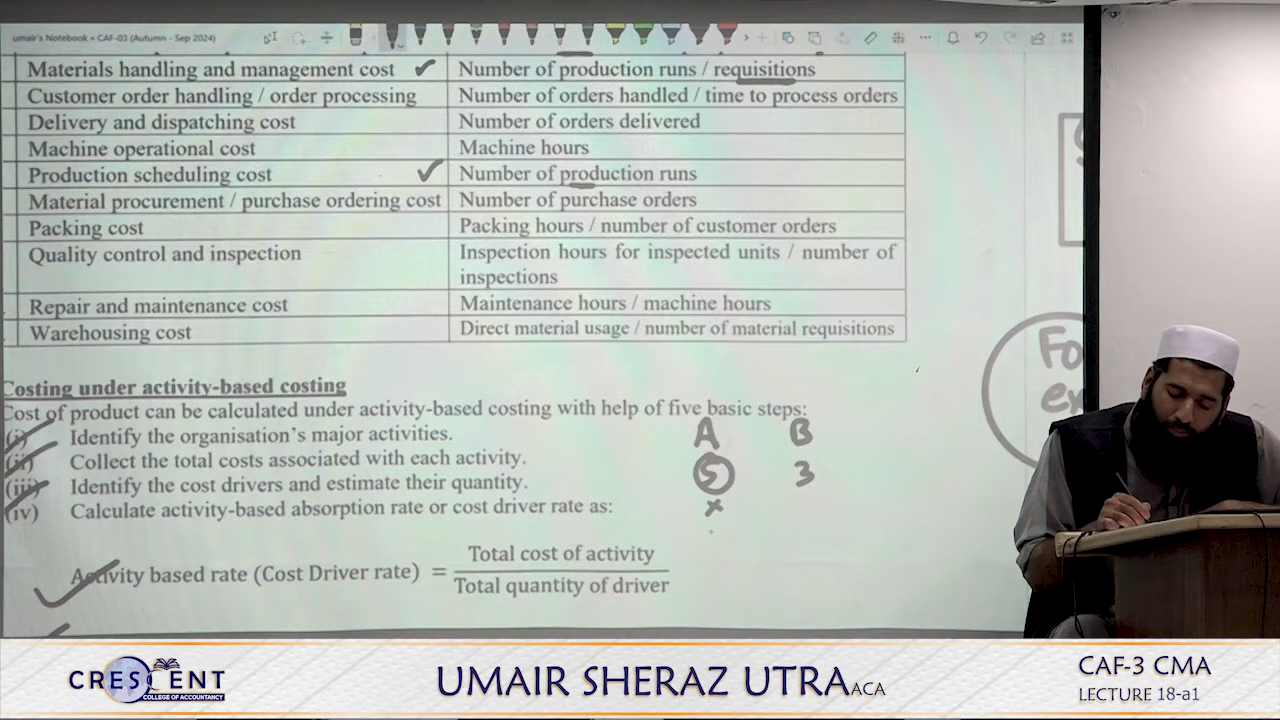 umair's Notebook » CAF-03 (Autumn - Sep 2024)
Materials handling and management cost ✓ Number of production runs / requisitions
Customer order handling / order processing Number of orders handled / time to process orders
Delivery and dispatching cost Number of orders delivered
Machine operational cost Machine hours
Production scheduling cost ✓ Number of production runs
Material procurement / purchase ordering cost Number of purchase orders
Packing cost Packing hours / number of customer orders
Quality control and inspection Inspection hours for inspected units / number of
inspections
Repair and maintenance cost Maintenance hours / machine hours
Warehousing cost Direct material usage / number of material requisitions
Costing under activity-based costing
Cost of product can be calculated under activity-based costing with help of five basic steps:
(i) Identify the organisation's major activities. A B
(ii) Collect the total costs associated with each activity. 5 3
(iii) Identify the cost drivers and estimate their quantity.
(iv) Calculate activity-based absorption rate or cost driver rate as: x
Activity based rate (Cost Driver rate) = Total cost of activity
Total quantity of driver
Fo
CRESCENT
COLLEGE OF ACCOUNTANCY
UMAIR SHERAZ UTRA ACA
CAF-3 CMA
LECTURE 18-a1